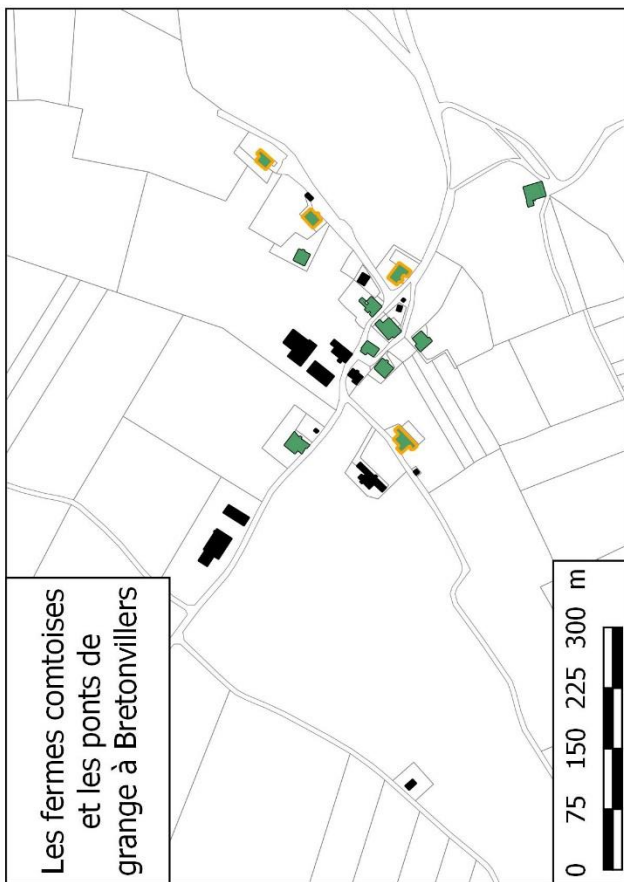 Les fermes comtoises
et les ponts de
grange à Bretonvillers
0 75 150 225 300 m